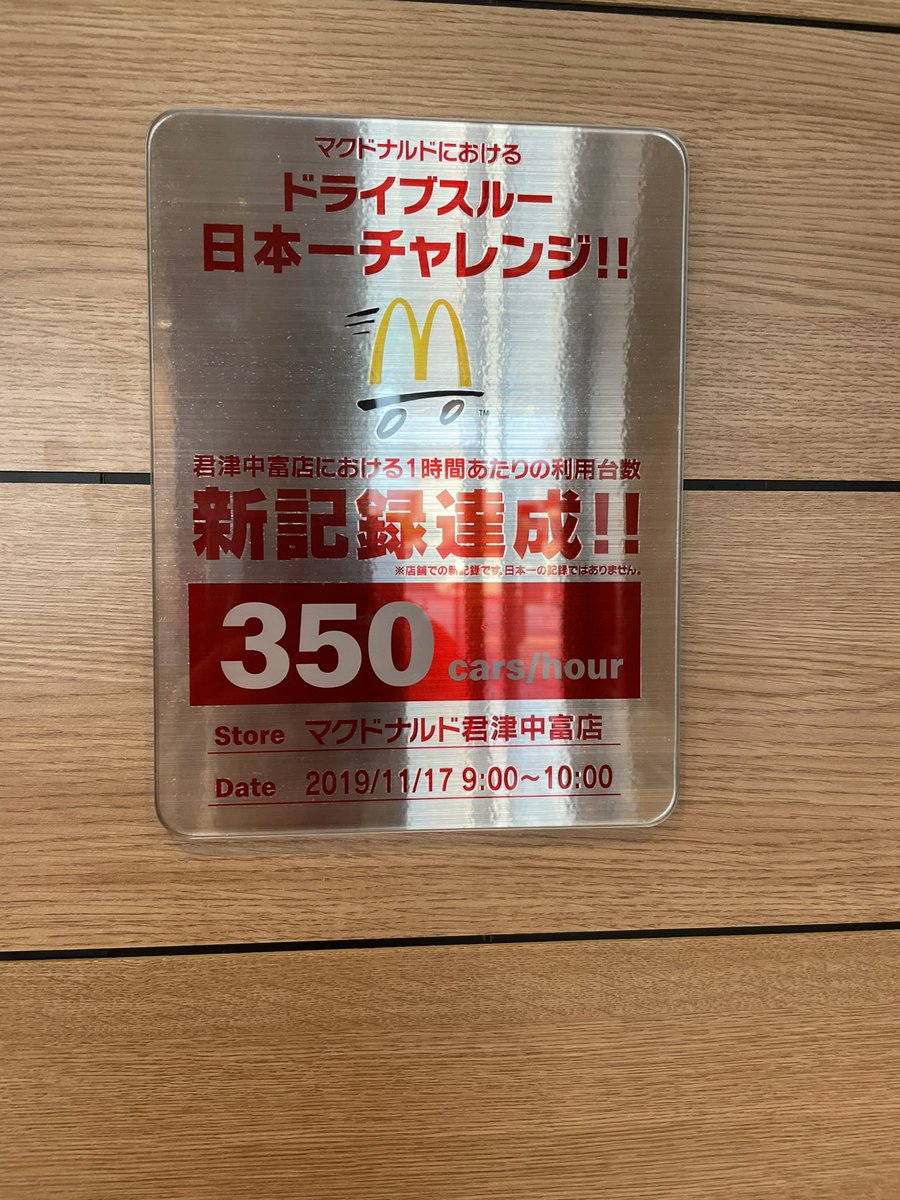 マクドナルドにおける
ドライブスルー
日本一チャレンジ!!
TM
君津中富店における1時間あたりの利用台数
新記録達成!!
※店舗での新記録です。日本一の記録ではありません。
350 cars/hour
Store マクドナルド君津中富店
Date 2019/11/17 9:00~10:00